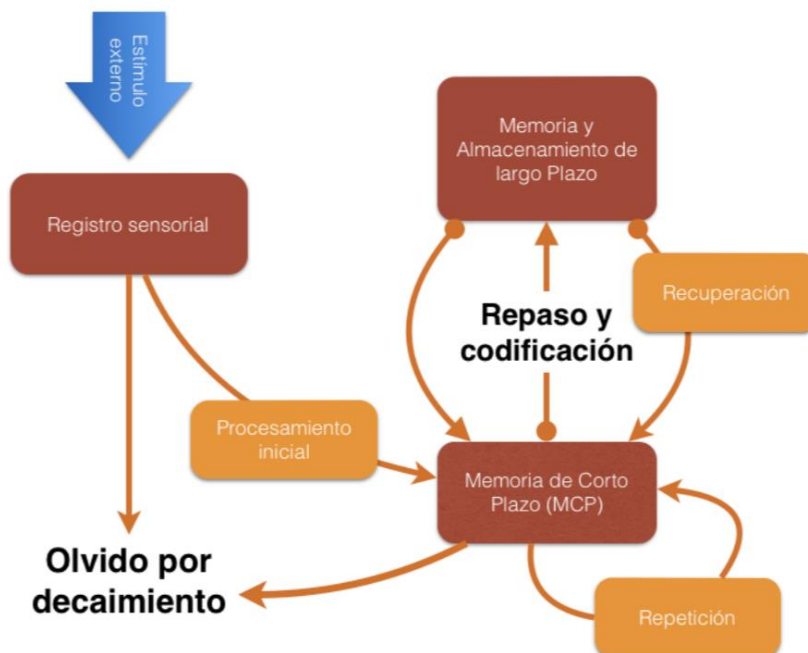 Estímulo
externo
Registro sensorial
Memoria y
Almacenamiento de
largo Plazo
Recuperación
Repaso y
codificación
Procesamiento
inicial
Memoria de Corto
Plazo (MCP)
Olvido por
decaimiento
Repetición